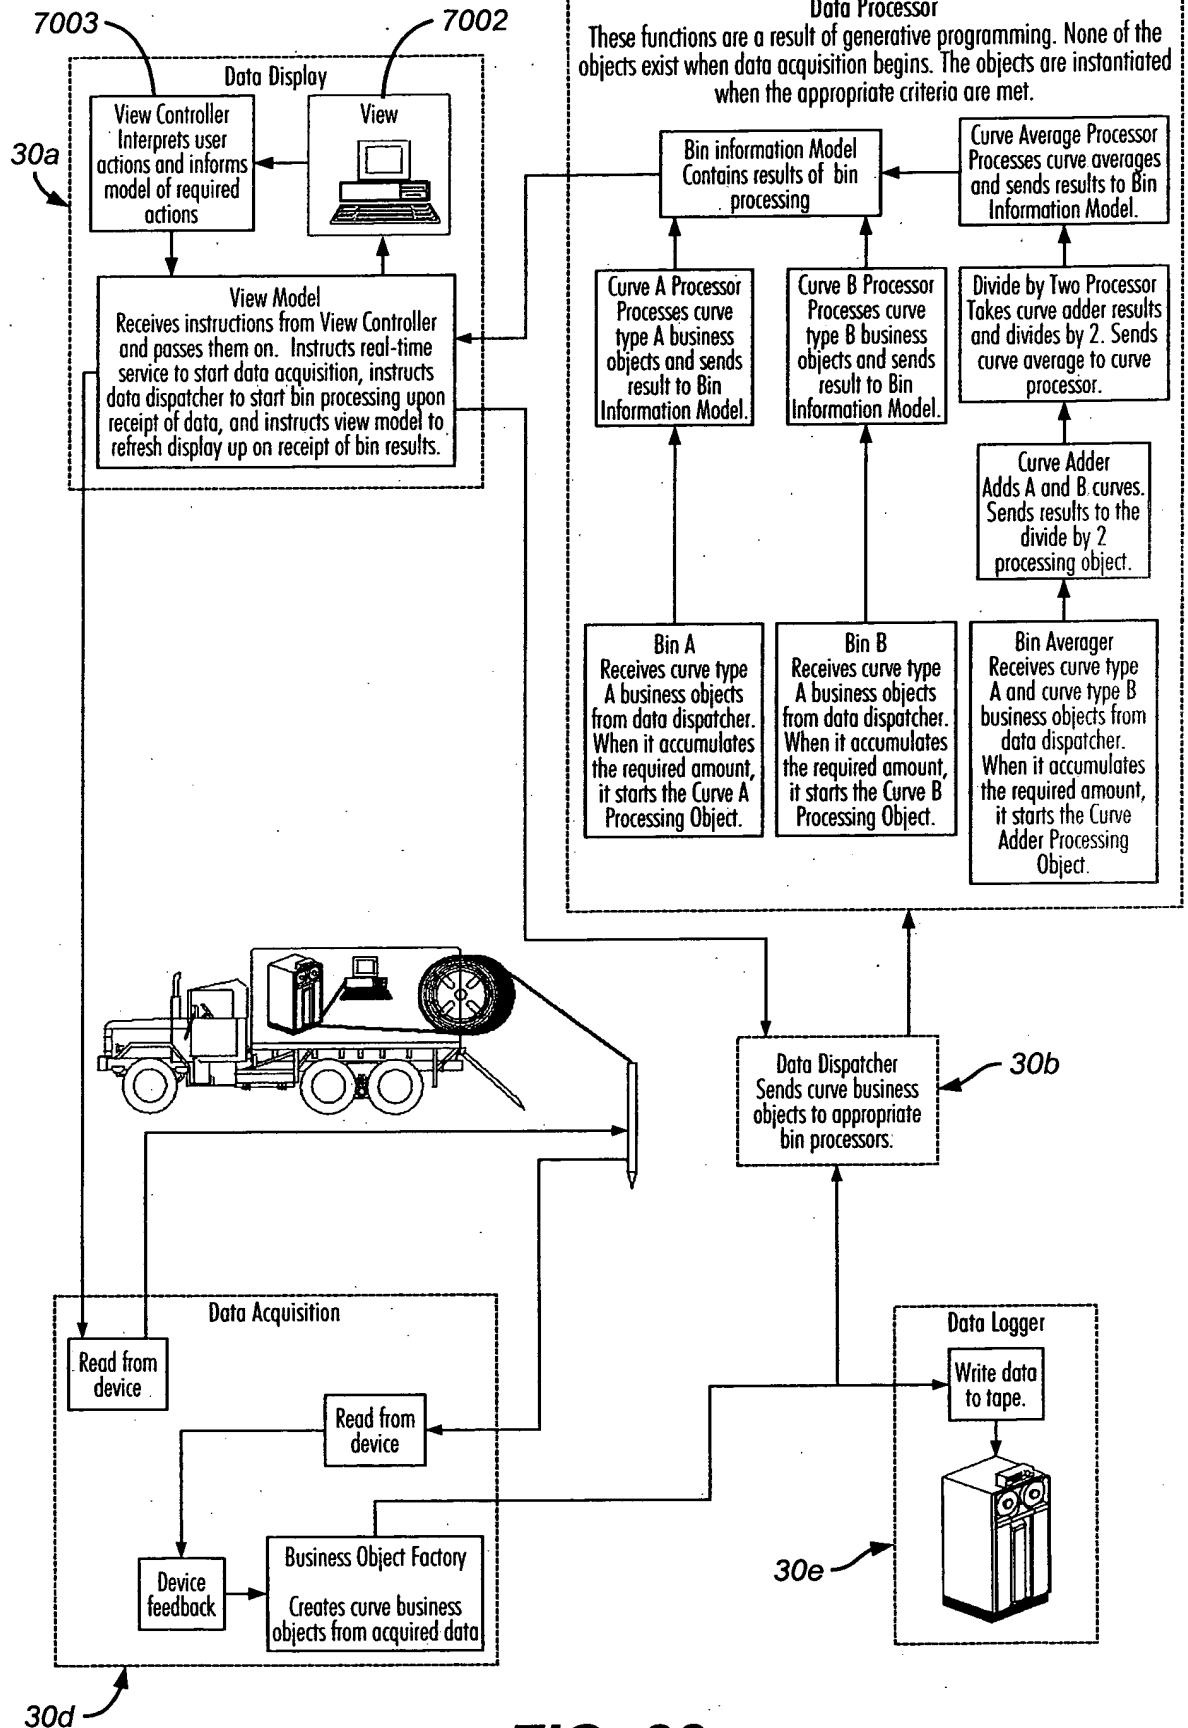 7003
7002
30a
Data Display
View Controller
Interprets user
actions and informs
model of required
actions
View
View Model
Receives instructions from View Controller
and passes them on. Instructs real-time
service to start data acquisition, instructs
data dispatcher to start bin processing upon
receipt of data, and instructs view model to
refresh display up on receipt of bin results.
Data Processor
These functions are a result of generative programming. None of the
objects exist when data acquisition begins. The objects are instantiated
when the appropriate criteria are met.
Bin information Model
Contains results of bin
processing
Curve Average Processor
Processes curve averages
and sends results to Bin
Information Model.
Curve A Processor
Processes curve
type A business
objects and sends
result to Bin
Information Model.
Curve B Processor
Processes curve
type B business
objects and sends
result to Bin
Information Model.
Divide by Two Processor
Takes curve adder results
and divides by 2. Sends
curve average to curve
processor.
Curve Adder
Adds A and B curves.
Sends results to the
divide by 2
processing object.
Bin A
Receives curve type
A business objects
from data dispatcher.
When it accumulates
the required amount,
it starts the Curve A
Processing Object.
Bin B
Receives curve type
A business objects
from data dispatcher.
When it accumulates
the required amount,
it starts the Curve B
Processing Object.
Bin Averager
Receives curve type
A and curve type B
business objects from
data dispatcher.
When it accumulates
the required amount,
it starts the Curve
Adder Processing
Object.
Data Dispatcher
Sends curve business
objects to appropriate
bin processors.
30b
Data Acquisition
Read from
device
Read from
device
Device
feedback
Business Object Factory
Creates curve business
objects from acquired data
30d
Data Logger
Write data
to tape.
30e